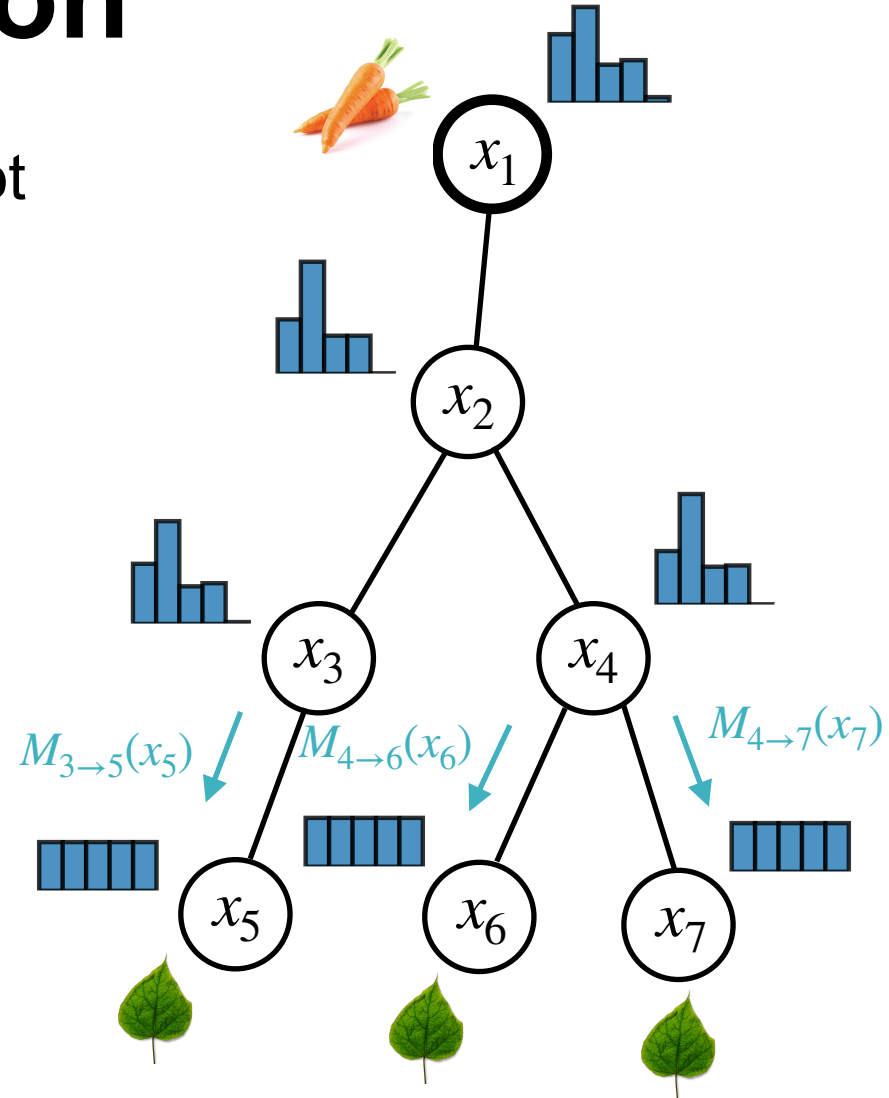 on
ot
x₁
x₂
x₃
x₄
M₃→₅(x₅)
M₄→₆(x₆)
M₄→₇(x₇)
x₅
x₆
x₇